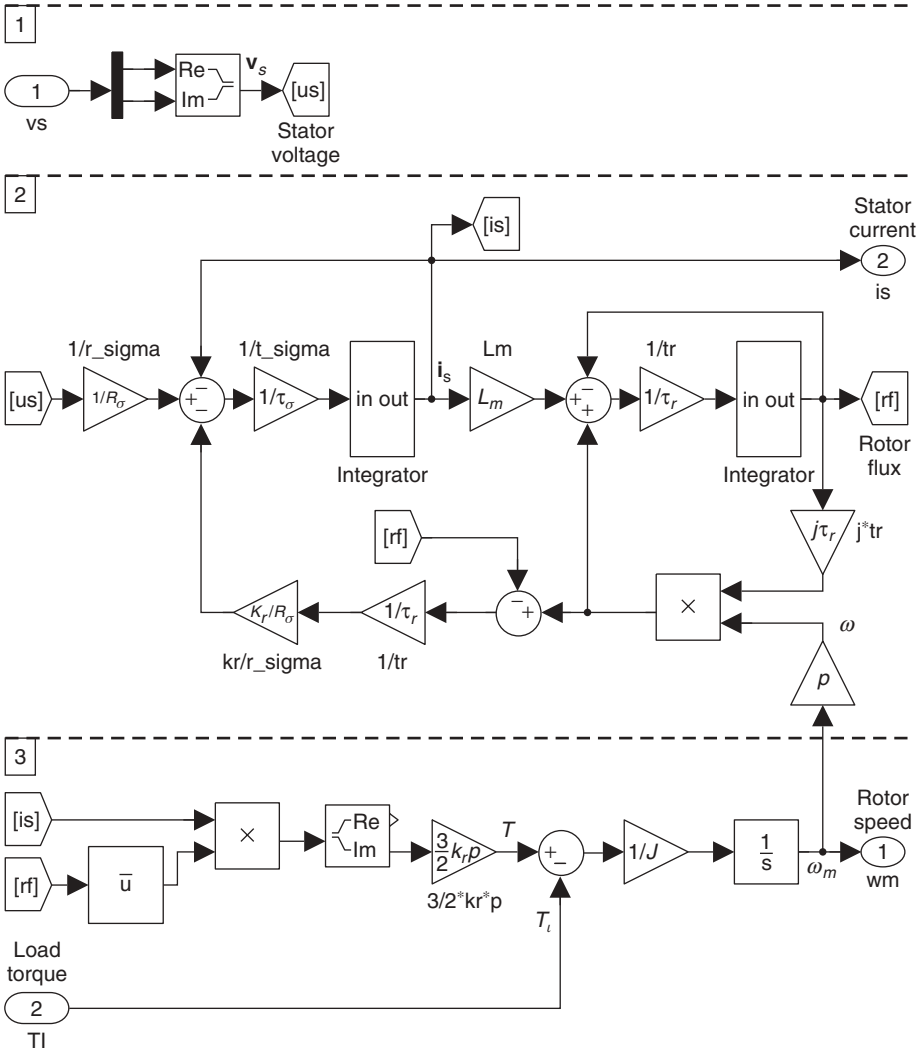 1
1
vs
Re
Im
v_s
[us]
Stator
voltage
2
[is]
Stator
current
2
is
[us]
1/r_sigma
1/R_σ
+
−
−
1/t_sigma
1/τ_σ
in out
Integrator
i_s
Lm
L_m
+
+
1/tr
1/τ_r
in out
Integrator
[rf]
Rotor
flux
jτ_r
j*tr
[rf]
K_r/R_σ
kr/r_sigma
1/τ_r
1/tr
−
+
×
ω
p
3
[is]
[rf]
u̅
×
Re
Im
3/2 k_r p
3/2*kr*p
T
+
−
T_ι
1/J
1/s
ω_m
Rotor
speed
1
wm
Load
torque
2
Tl